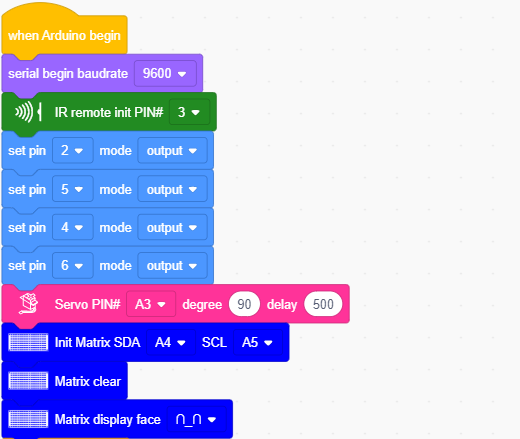 when Arduino begin
serial begin baudrate 9600
IR remote init PIN# 3
set pin 2 mode output
set pin 5 mode output
set pin 4 mode output
set pin 6 mode output
Servo PIN# A3 degree 90 delay 500
Init Matrix SDA A4 SCL A5
Matrix clear
Matrix display face ∩_∩